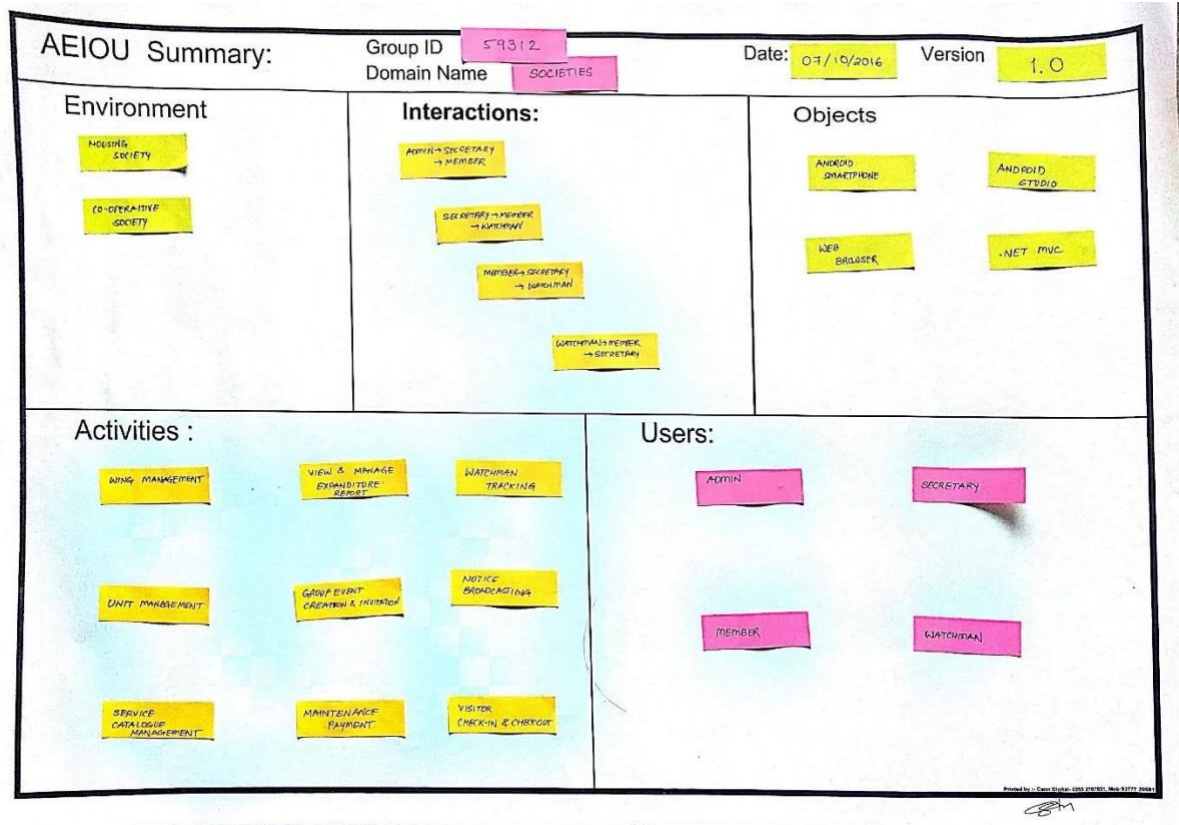 AEIOU Summary:
Group ID 59312
Domain Name SOCIETIES
Date: 07/10/2016
Version 1.0
Environment
HOUSING
SOCIETY
CO-OPERAITIVE
SOCIETY
Interactions:
ADMIN→SECRETARY
→ MEMBER
SECRETARY→MEMBER
→ WATCHMAN
MEMBER→SECRETARY
→ WATCHMAN
WATCHMAN→MEMBER
→ SECRETARY
Objects
ANDROID
SMARTPHONE
ANDROID
STUDIO
WEB
BROWSER
.NET MVC
Activities :
WING MANAGEMENT
VIEW & MANAGE
EXPANDITURE
REPORT
WATCHMAN
TRACKING
UNIT MANAGEMENT
GROUP EVENT
CREATION & INVITATION
NOTICE
BROADCASTING
SERVICE
CATALOGUE
MANAGEMENT
MAINTENANCE
PAYMENT
VISITOR
CHECK-IN & CHECKOUT
Users:
ADMIN
SECRETARY
MEMBER
WATCHMAN
Printed by :-